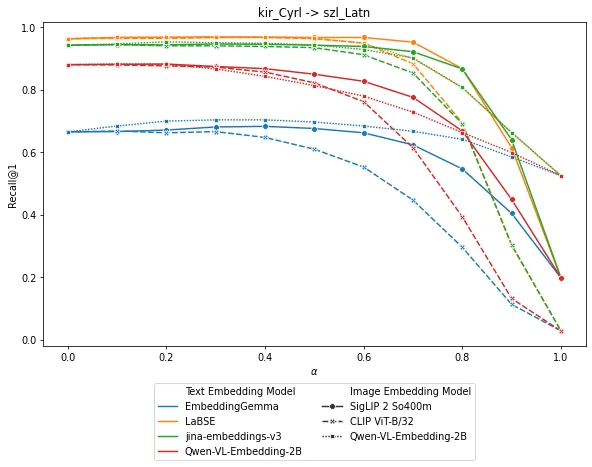 kir_Cyrl -> szl_Latn
Recall@1
1.0
0.8
0.6
0.4
0.2
0.0
0.0 0.2 0.4 0.6 0.8 1.0
α
Text Embedding Model
EmbeddingGemma
LaBSE
jina-embeddings-v3
Qwen-VL-Embedding-2B
Image Embedding Model
SigLIP 2 So400m
CLIP ViT-B/32
Qwen-VL-Embedding-2B